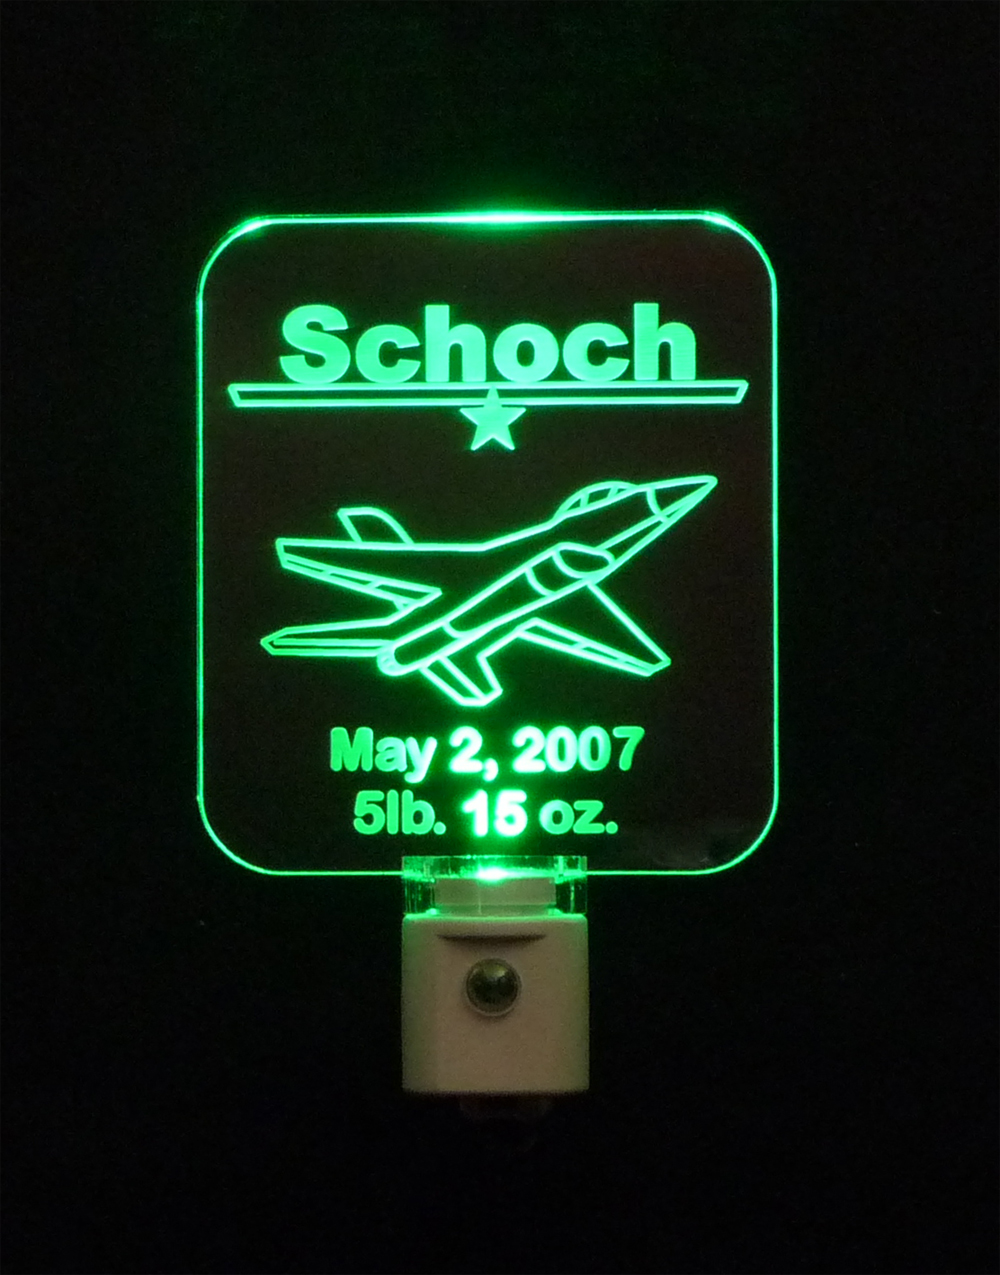 Schoch
May 2, 2007
5lb. 15 oz.